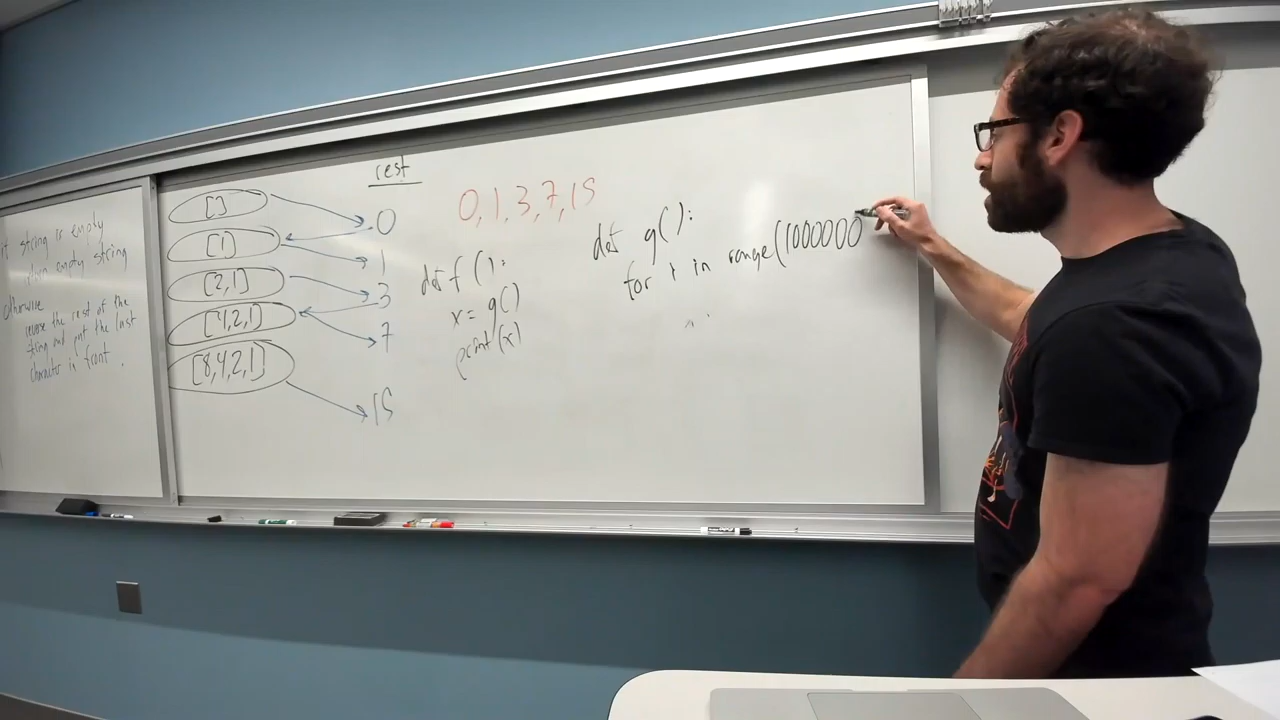 if string is empty
then empty string
otherwise
reverse the rest of the
string and put the last
character in front.
[]
[1]
[2,1]
[4,2,1]
[8,4,2,1]
rest
0
1
3
7
15
0,1,3,7,15
def f():
x = g()
print(x)
def g():
for i in range((1000000